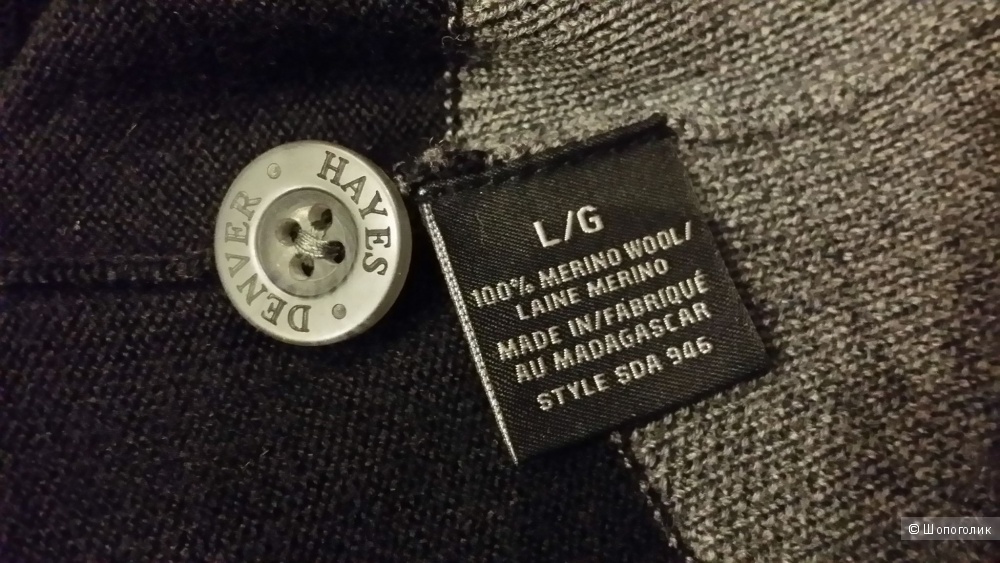 DENVER HAYES
L/G
100% MERINO WOOL/
LAINE MERINO
MADE IN/FABRIQUÉ
AU MADAGASCAR
STYLE SDA 946
© Шопоголик